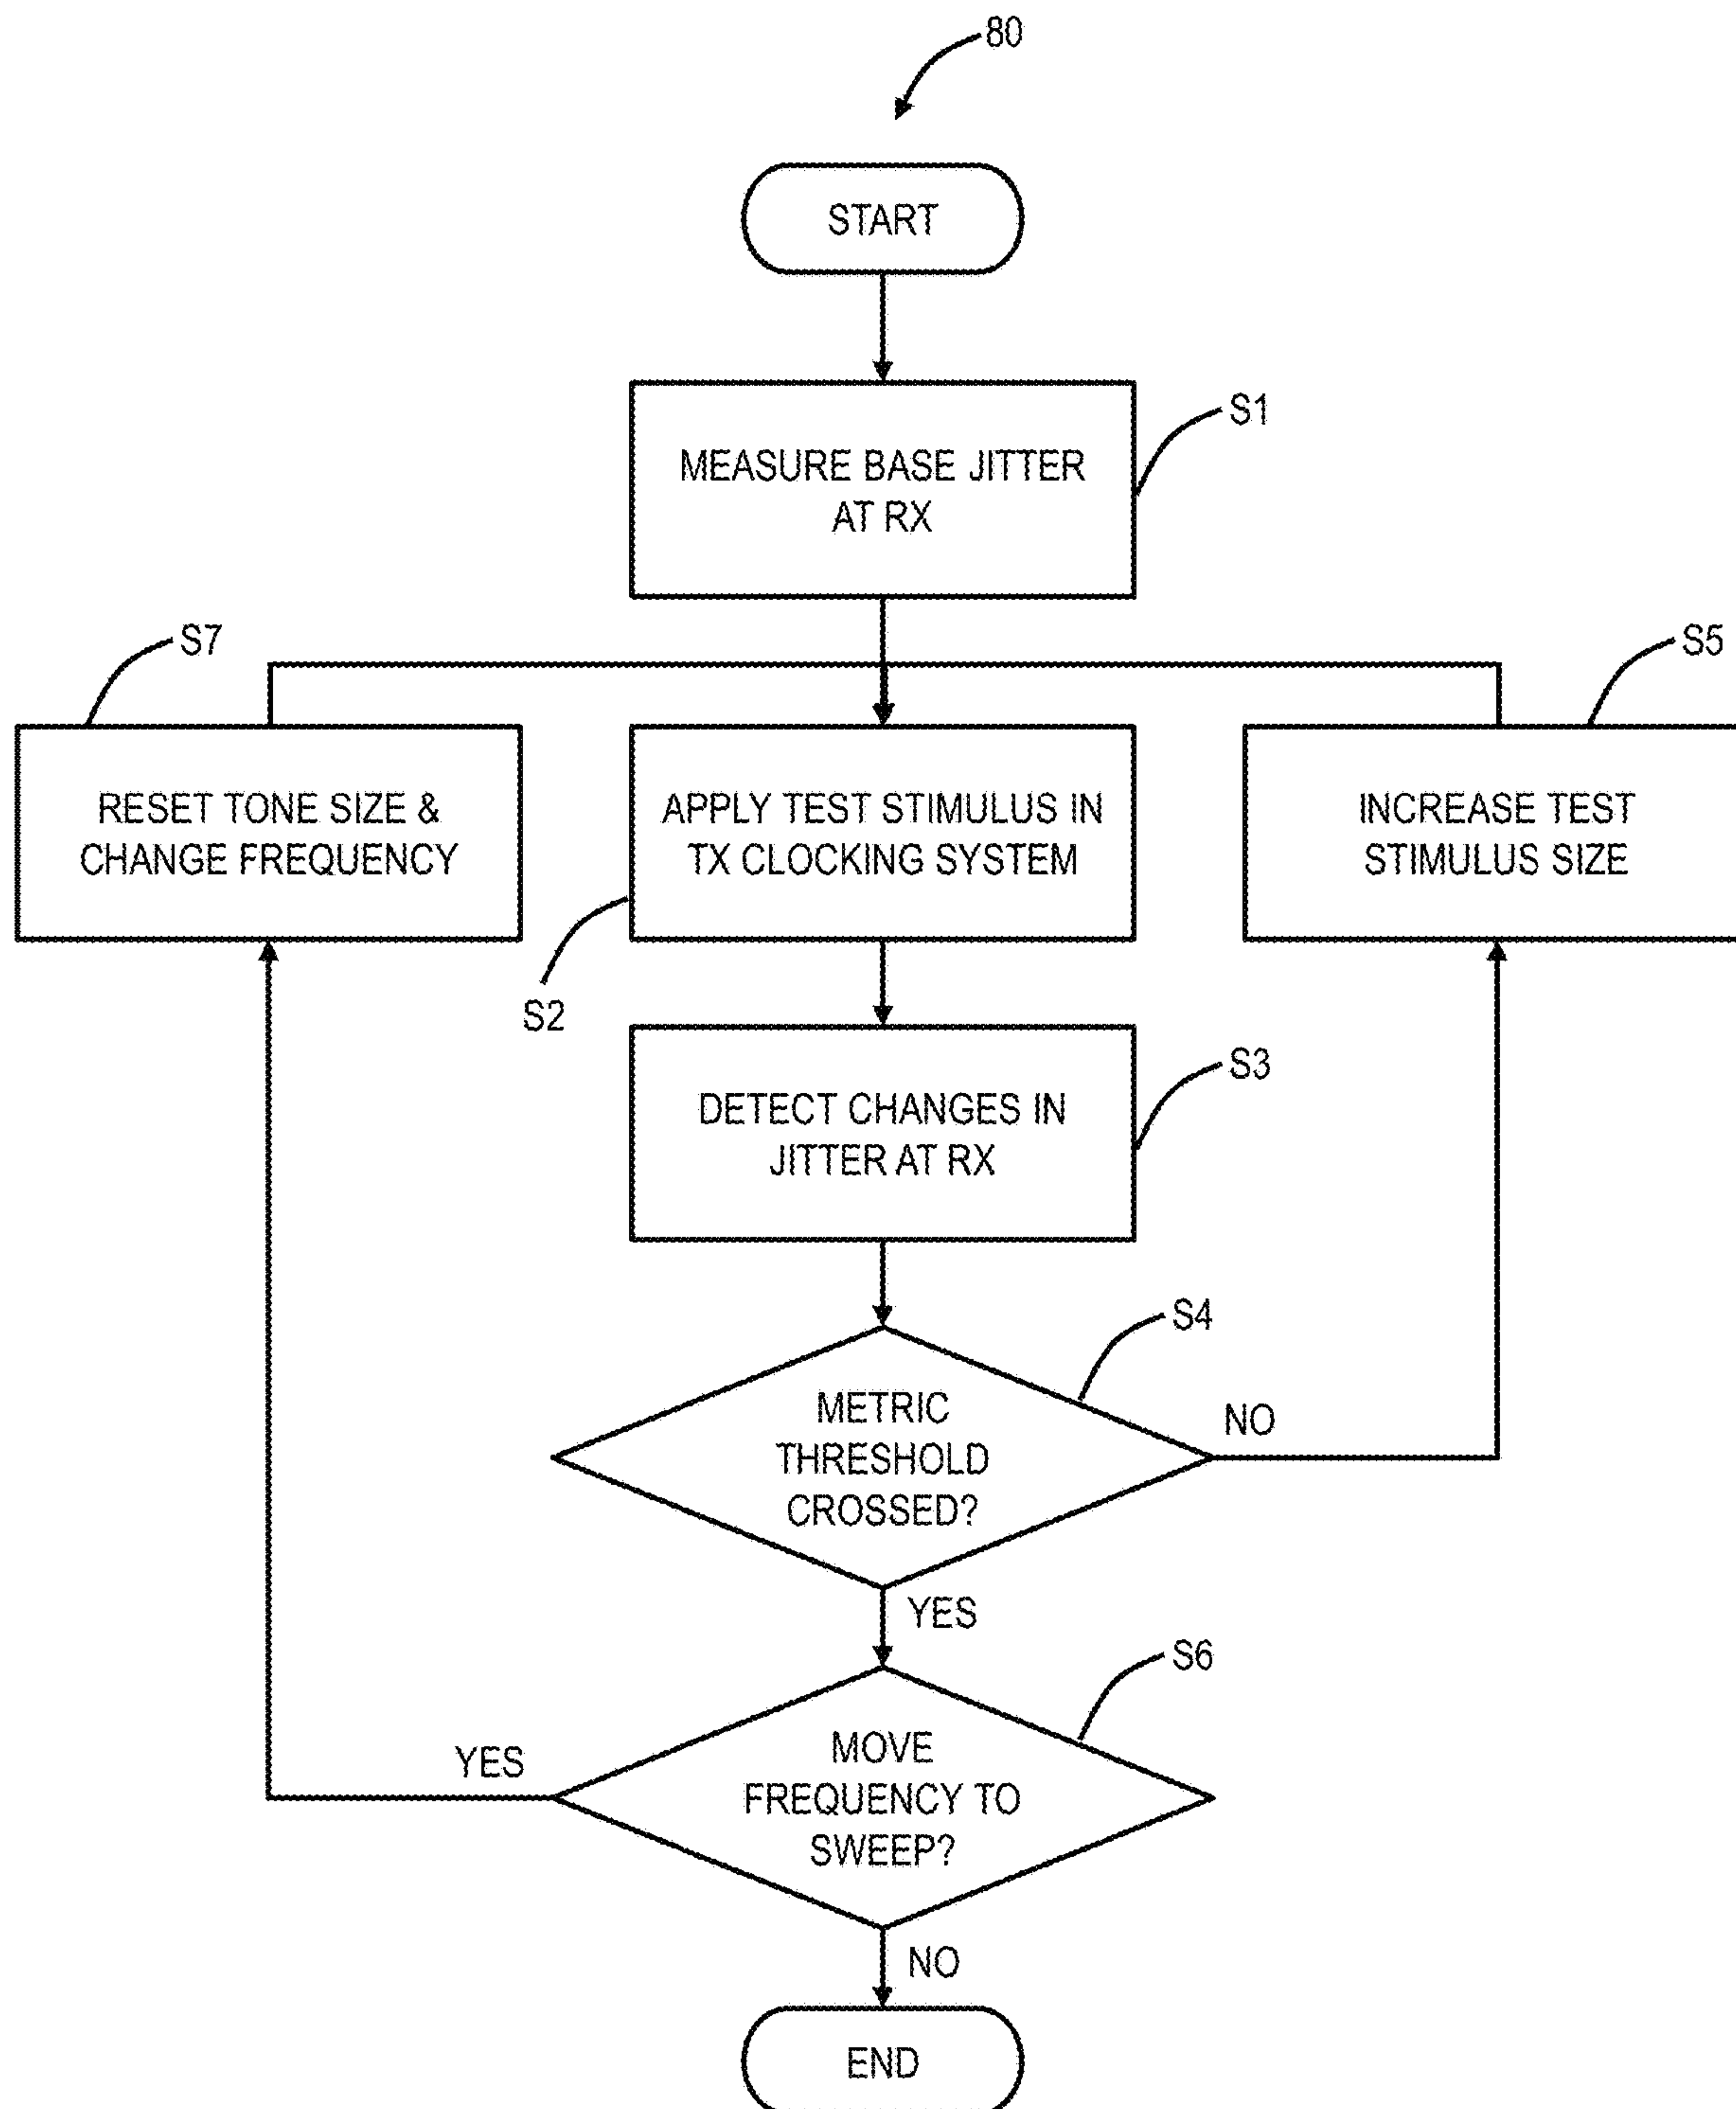 80
START
S1
MEASURE BASE JITTER
AT RX
S7
S5
RESET TONE SIZE &
CHANGE FREQUENCY
APPLY TEST STIMULUS IN
TX CLOCKING SYSTEM
INCREASE TEST
STIMULUS SIZE
S2
S3
DETECT CHANGES IN
JITTER AT RX
S4
METRIC
THRESHOLD
CROSSED?
NO
YES
S6
MOVE
FREQUENCY TO
SWEEP?
YES
NO
END